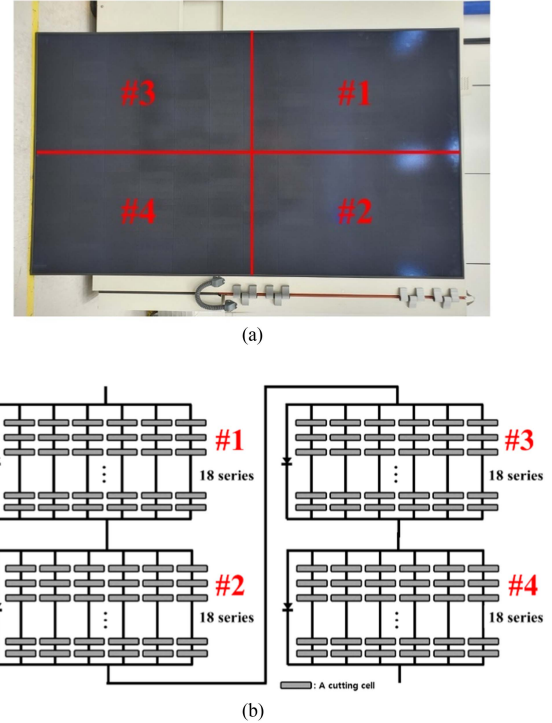 #3 #1
#4 #2
(a)
#1
18 series
#2
18 series
#3
18 series
#4
18 series
: A cutting cell
(b)